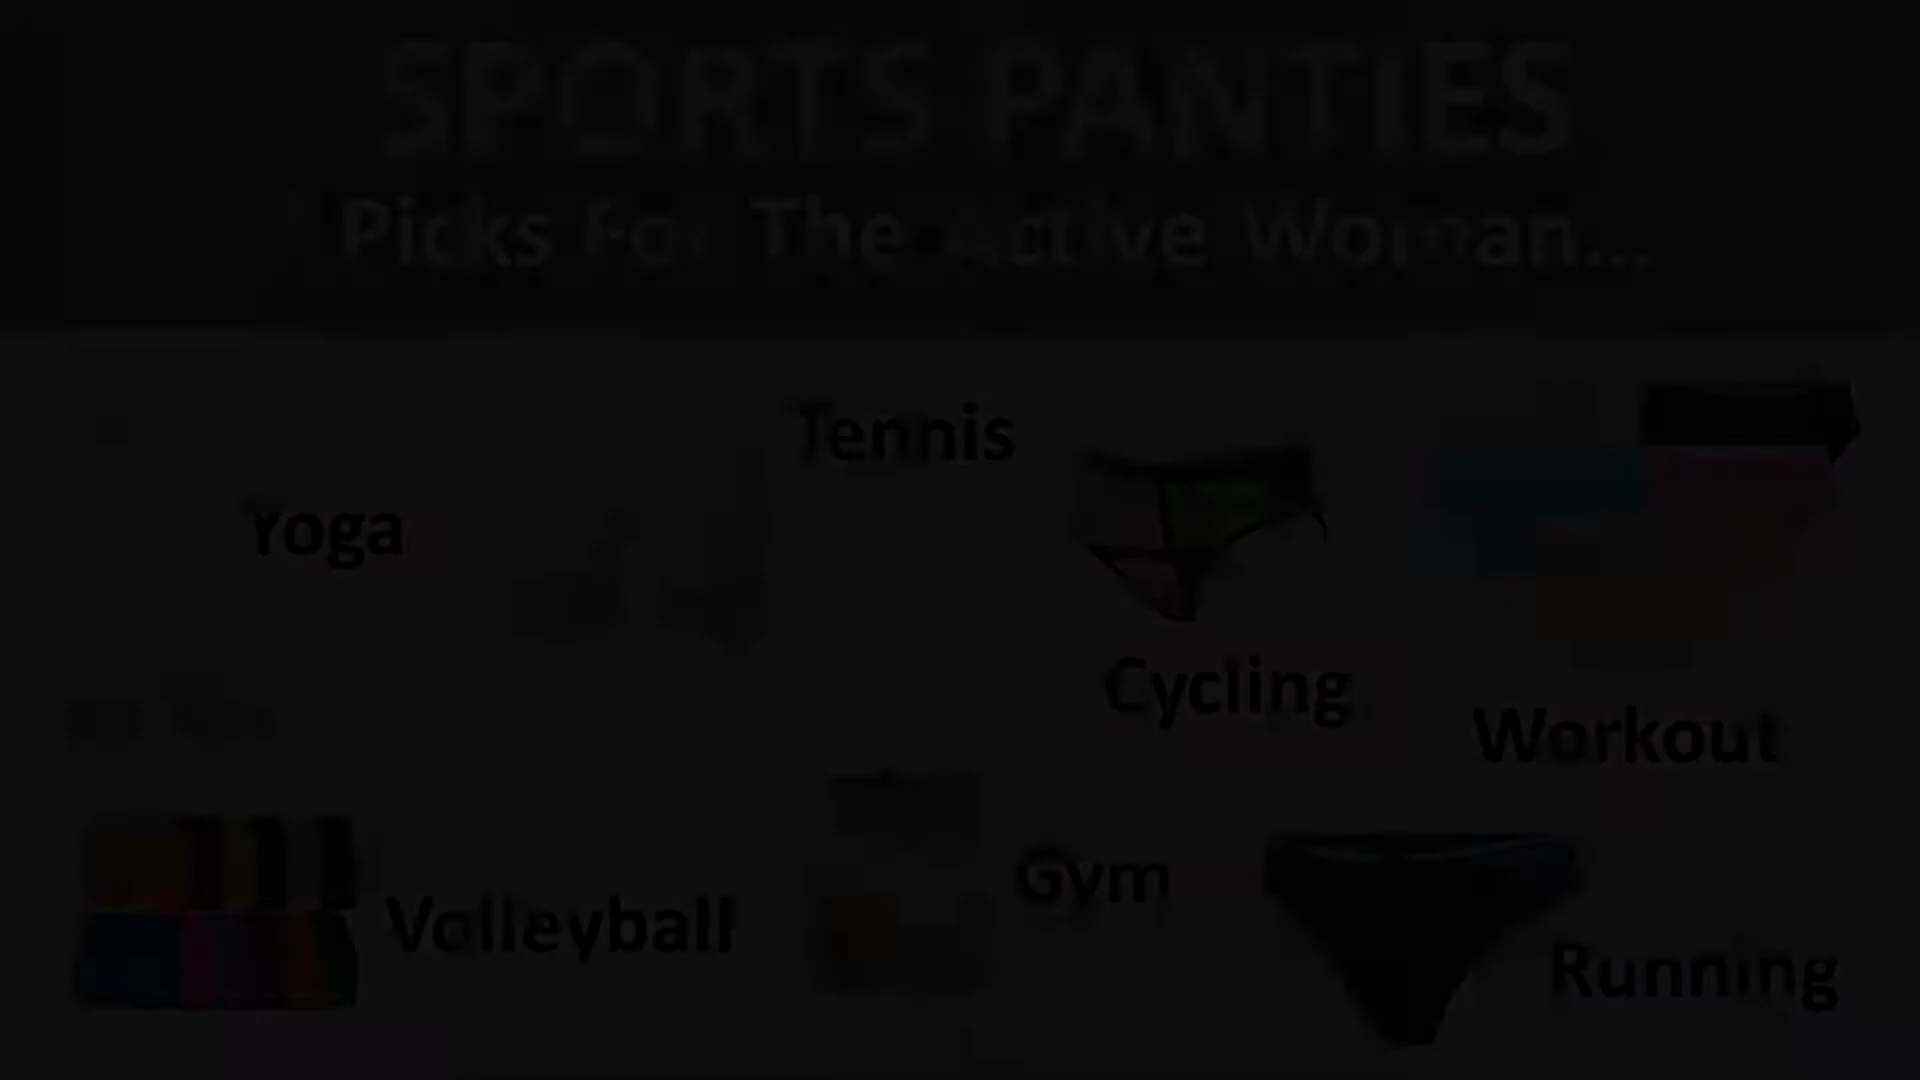 SPORTS PANTIES
Picks For The Active Woman...
Tennis
Yoga
Cycling
Workout
Gym
Volleyball
Running